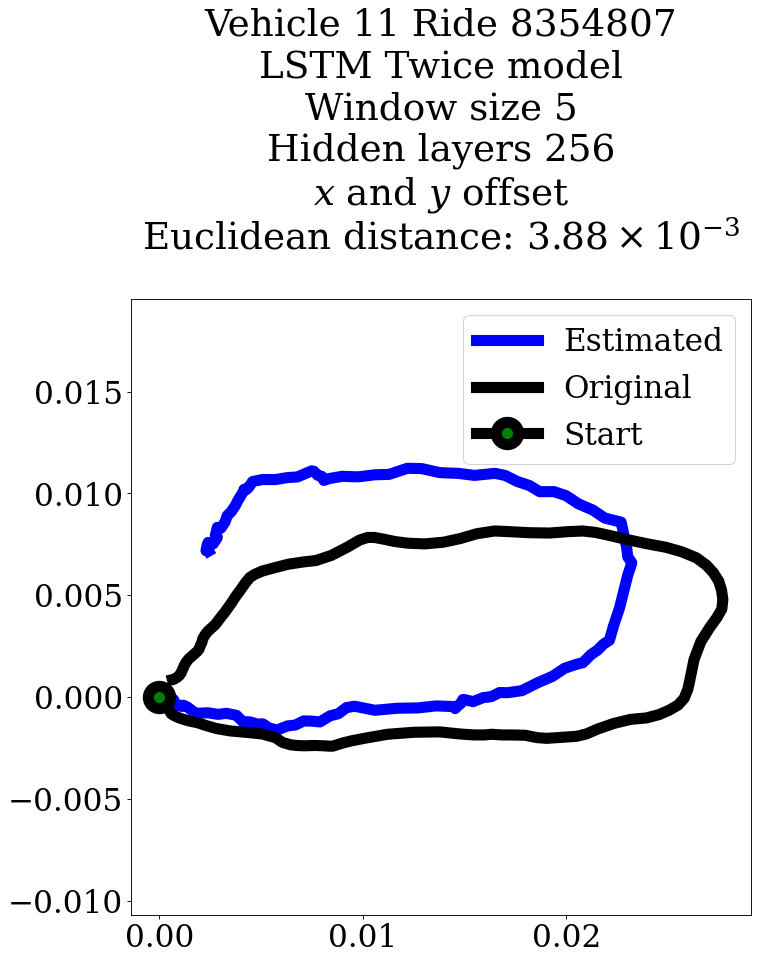 Vehicle 11 Ride 8354807
LSTM Twice model
Window size 5
Hidden layers 256
x and y offset
Euclidean distance: 3.88 × 10⁻³
Estimated
Original
Start
0.015
0.010
0.005
0.000
−0.005
−0.010
0.00 0.01 0.02